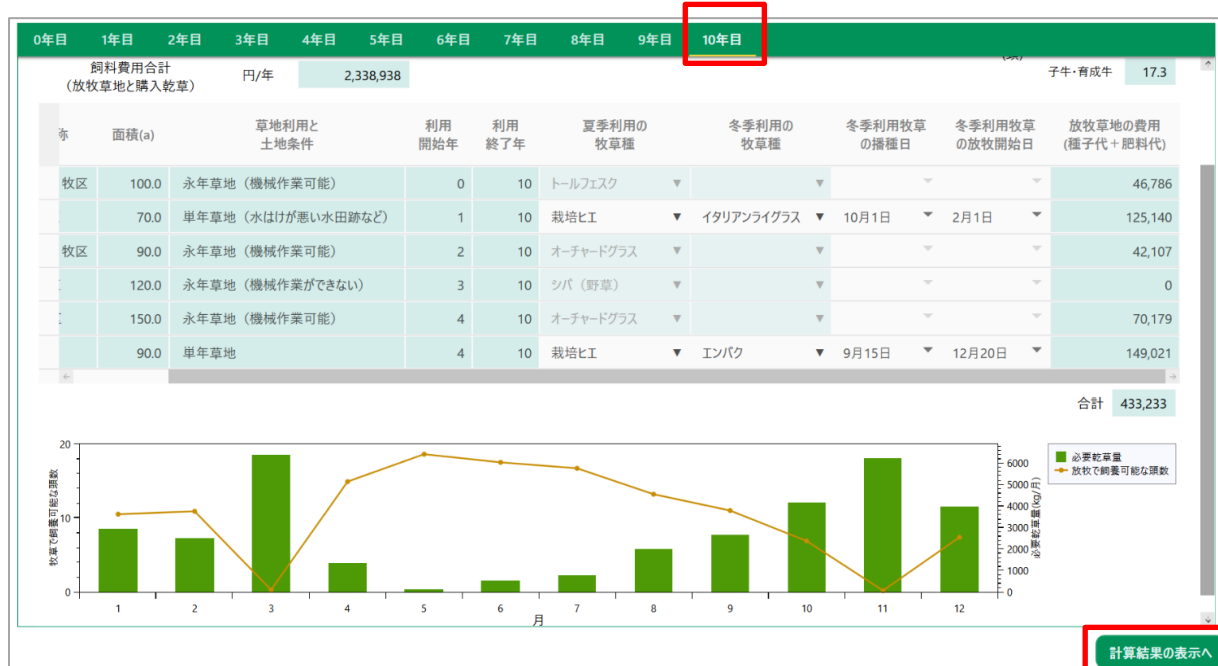 0年目 1年目 2年目 3年目 4年目 5年目 6年目 7年目 8年目 9年目 10年目
飼料費用合計
(放牧草地と購入乾草)
円/年 2,338,938
子牛・育成牛 17.3
称 面積(a) 草地利用と 土地条件 利用 開始年 利用 終了年 夏季利用の 牧草種 冬季利用の 牧草種 冬季利用牧草 の播種日 冬季利用牧草 の放牧開始日 放牧草地の費用 (種子代+肥料代)
牧区 100.0 永年草地(機械作業可能) 0 10 トールフェスク ▼ ▼ 46,786
70.0 単年草地(水はけが悪い水田跡など) 1 10 栽培ヒエ ▼ イタリアンライグラス ▼ 10月1日 2月1日 125,140
牧区 90.0 永年草地(機械作業可能) 2 10 オーチャードグラス ▼ ▼ 42,107
120.0 永年草地(機械作業ができない) 3 10 シバ(野草) ▼ ▼ 0
150.0 永年草地(機械作業可能) 4 10 オーチャードグラス ▼ ▼ 70,179
90.0 単年草地 4 10 栽培ヒエ ▼ エンバク ▼ 9月15日 12月20日 149,021
合計 433,233
牧草で飼養可能な頭数
20
10
0
1 2 3 4 5 6 7 8 9 10 11 12
月
6000
5000
4000
3000
2000
1000
0
必要乾草量(kg/月)
必要乾草量
放牧で飼養可能な頭数
計算結果の表示へ